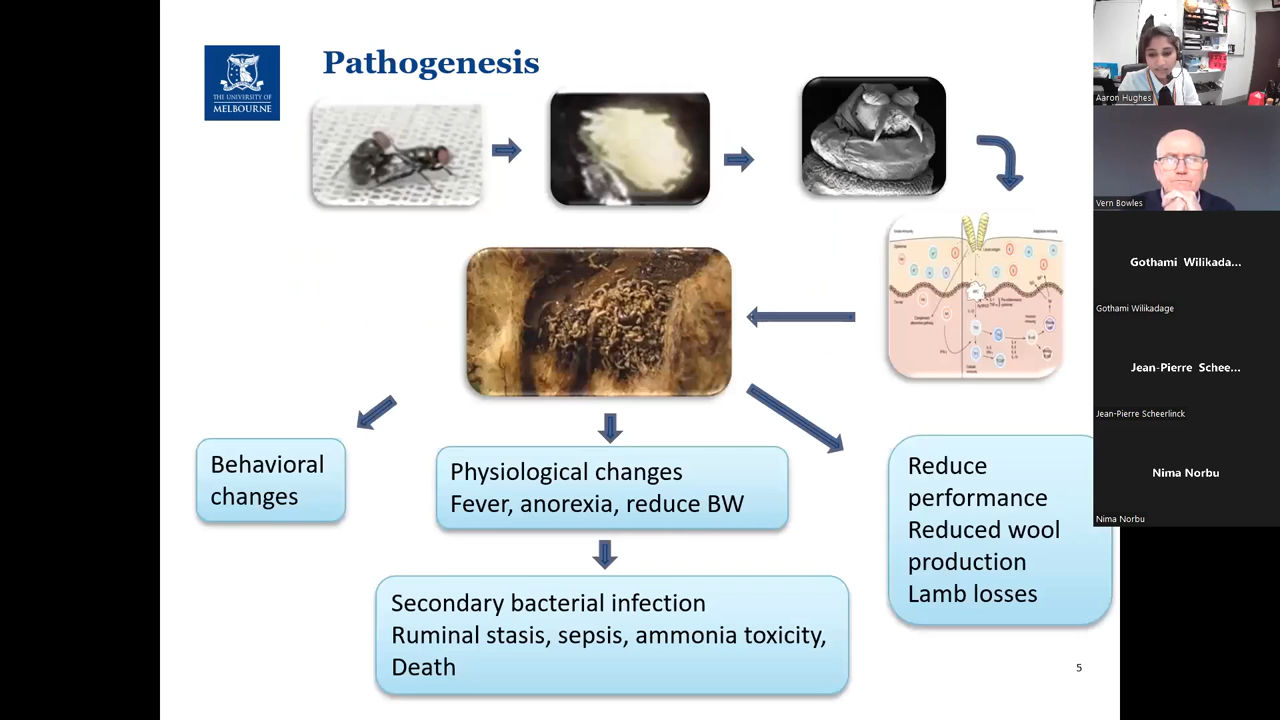 THE UNIVERSITY OF
MELBOURNE
Pathogenesis
Behavioral
changes
Physiological changes
Fever, anorexia, reduce BW
Secondary bacterial infection
Ruminal stasis, sepsis, ammonia toxicity,
Death
Reduce
performance
Reduced wool
production
Lamb losses
5
Aaron Hughes
Vern Bowles
Gothami Wilikada...
Gothami Wilikadage
Jean-Pierre Schee...
Jean-Pierre Scheerlinck
Nima Norbu
Nima Norbu